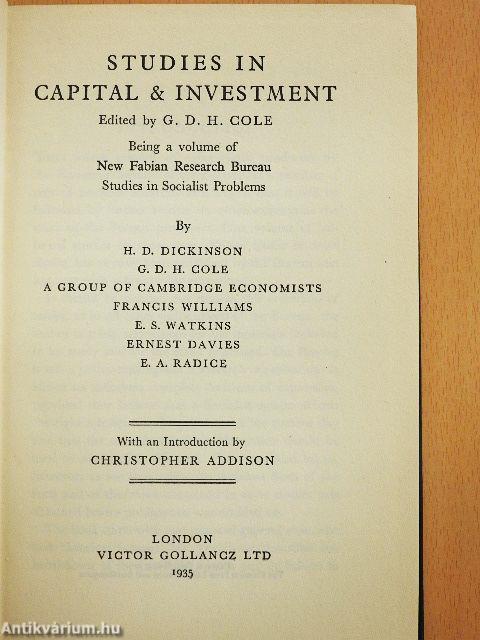 STUDIES IN
CAPITAL & INVESTMENT
Edited by G. D. H. COLE
Being a volume of
New Fabian Research Bureau
Studies in Socialist Problems
By
H. D. DICKINSON
G. D. H. COLE
A GROUP OF CAMBRIDGE ECONOMISTS
FRANCIS WILLIAMS
E. S. WATKINS
ERNEST DAVIES
E. A. RADICE
With an Introduction by
CHRISTOPHER ADDISON
LONDON
VICTOR GOLLANCZ LTD
1935
Antikvárium.hu